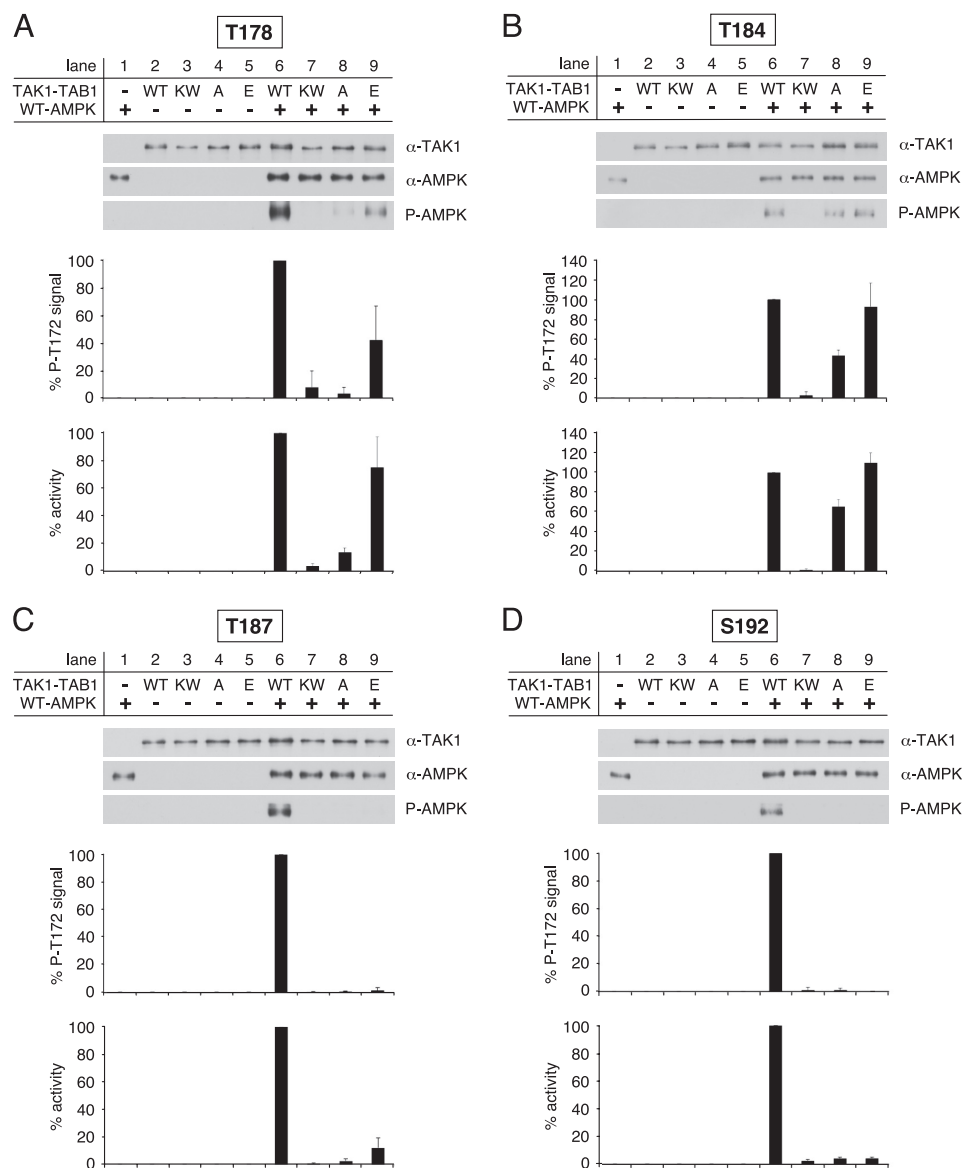 A
T178
lane 1 2 3 4 5 6 7 8 9
TAK1-TAB1 - WT KW A E WT KW A E
WT-AMPK + - - - - + + + +
α-TAK1
α-AMPK
P-AMPK
% P-T172 signal
100
80
60
40
20
0
% activity
100
80
60
40
20
0
B
T184
lane 1 2 3 4 5 6 7 8 9
TAK1-TAB1 - WT KW A E WT KW A E
WT-AMPK + - - - - + + + +
α-TAK1
α-AMPK
P-AMPK
% P-T172 signal
140
120
100
80
60
40
20
0
% activity
140
120
100
80
60
40
20
0
C
T187
lane 1 2 3 4 5 6 7 8 9
TAK1-TAB1 - WT KW A E WT KW A E
WT-AMPK + - - - - + + + +
α-TAK1
α-AMPK
P-AMPK
% P-T172 signal
100
80
60
40
20
0
% activity
100
80
60
40
20
0
D
S192
lane 1 2 3 4 5 6 7 8 9
TAK1-TAB1 - WT KW A E WT KW A E
WT-AMPK + - - - - + + + +
α-TAK1
α-AMPK
P-AMPK
% P-T172 signal
100
80
60
40
20
0
% activity
100
80
60
40
20
0